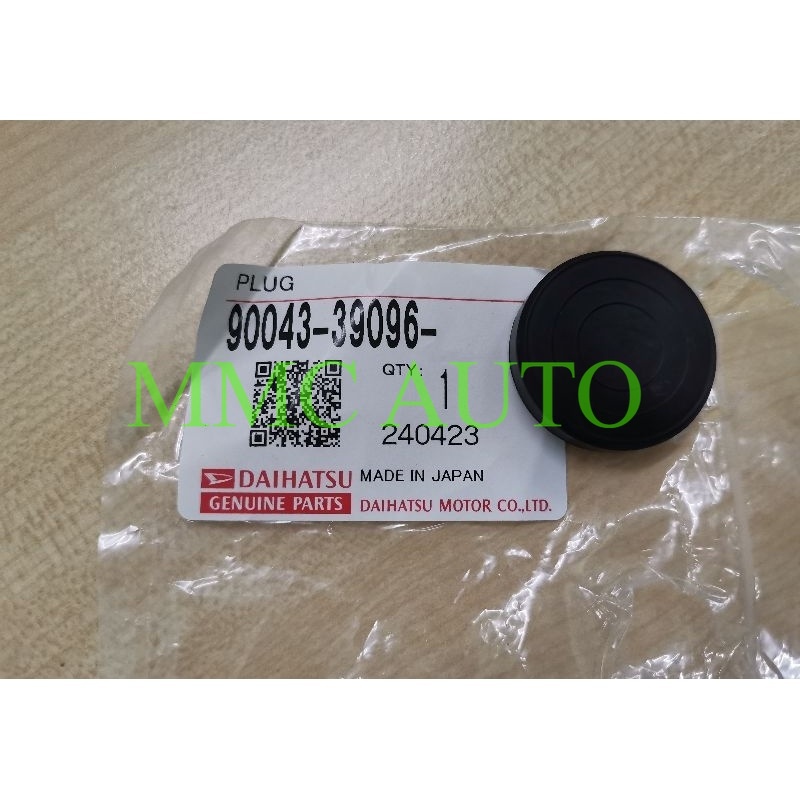 PLUG
90043-39096-
QTY: 1
MMC AUTO
240423
DAIHATSU MADE IN JAPAN
GENUINE PARTS DAIHATSU MOTOR CO.,LTD.